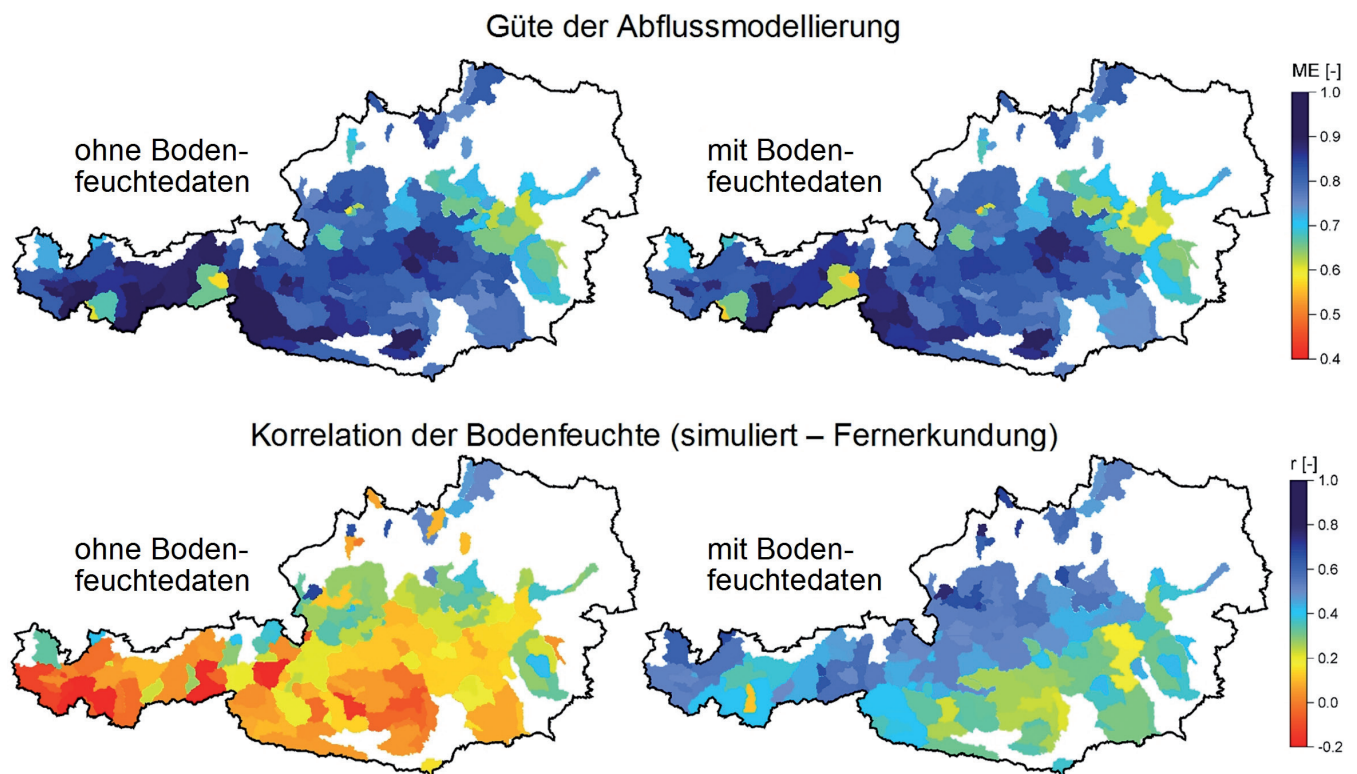 Güte der Abflussmodellierung
ohne Boden-
feuchtedaten
mit Boden-
feuchtedaten
ME [-]
1.0
0.9
0.8
0.7
0.6
0.5
0.4
Korrelation der Bodenfeuchte (simuliert – Fernerkundung)
ohne Boden-
feuchtedaten
mit Boden-
feuchtedaten
r [-]
1.0
0.8
0.6
0.4
0.2
0.0
-0.2